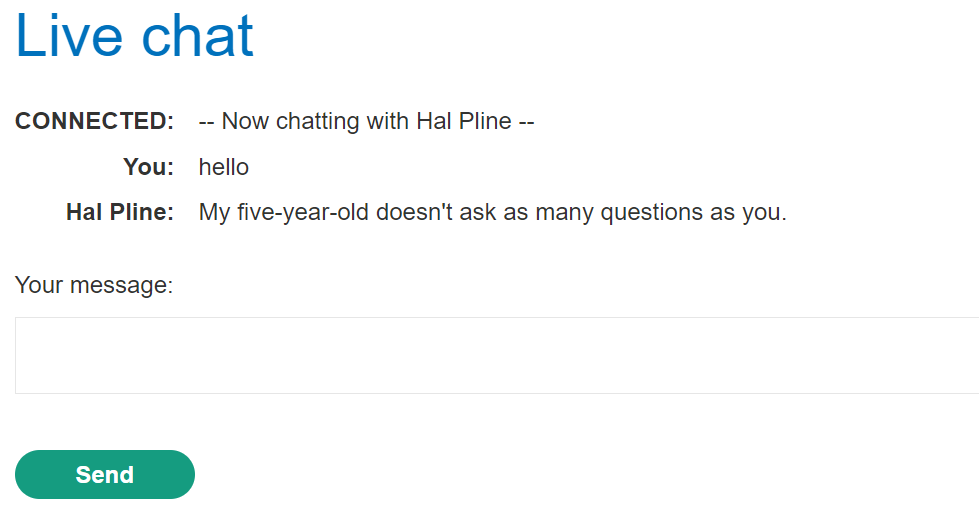 Live chat
CONNECTED: -- Now chatting with Hal Pline --
You: hello
Hal Pline: My five-year-old doesn't ask as many questions as you.
Your message:
Send